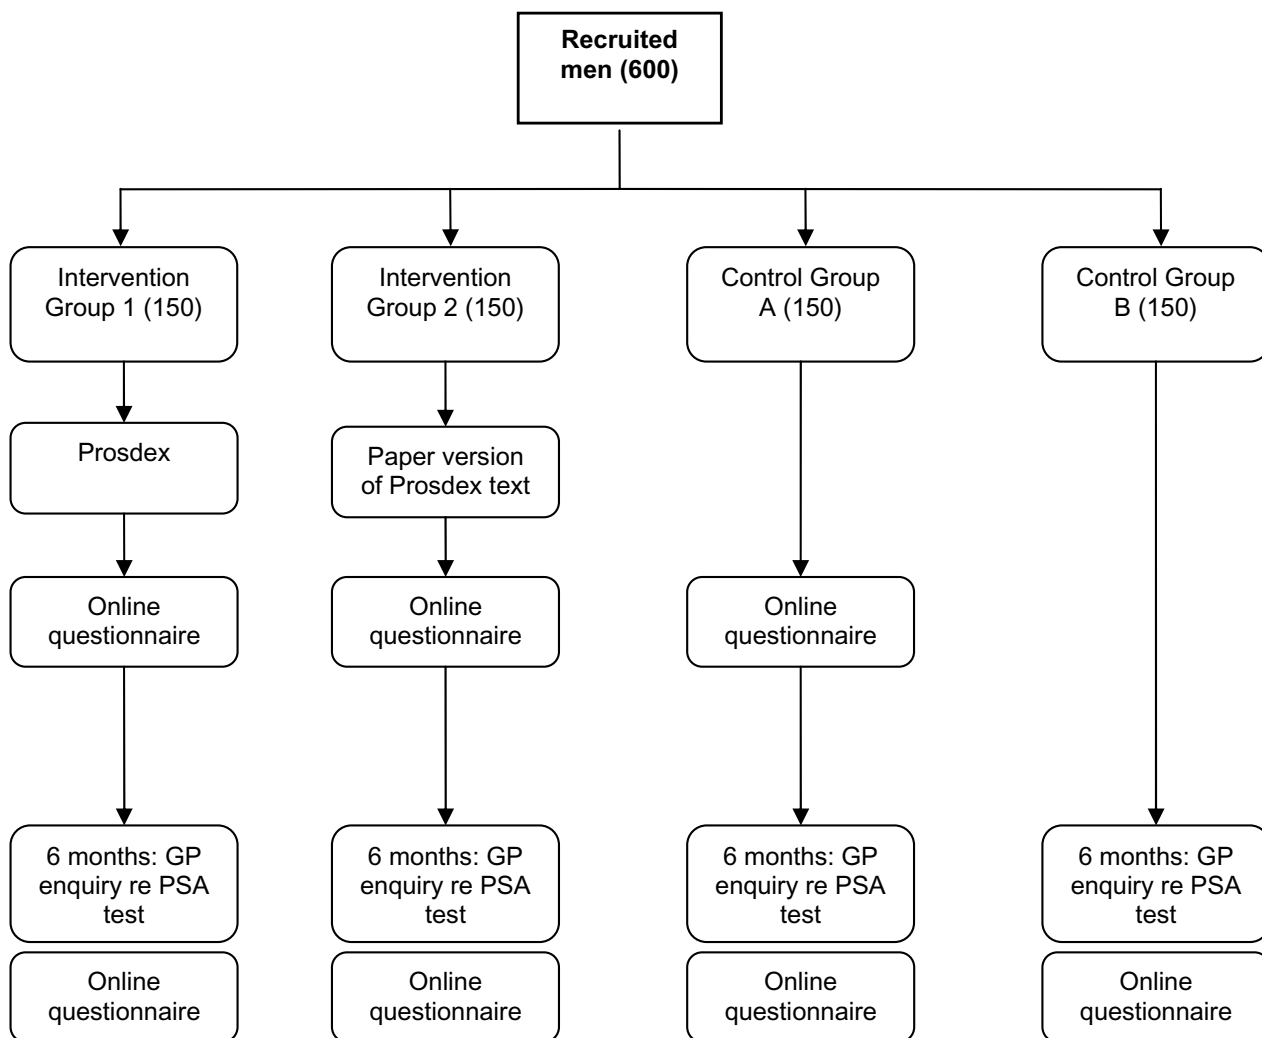 Recruited
men (600)
Intervention
Group 1 (150)
Intervention
Group 2 (150)
Control Group
A (150)
Control Group
B (150)
Prosdex
Paper version
of Prosdex text
Online
questionnaire
Online
questionnaire
Online
questionnaire
6 months: GP
enquiry re PSA
test
6 months: GP
enquiry re PSA
test
6 months: GP
enquiry re PSA
test
6 months: GP
enquiry re PSA
test
Online
questionnaire
Online
questionnaire
Online
questionnaire
Online
questionnaire